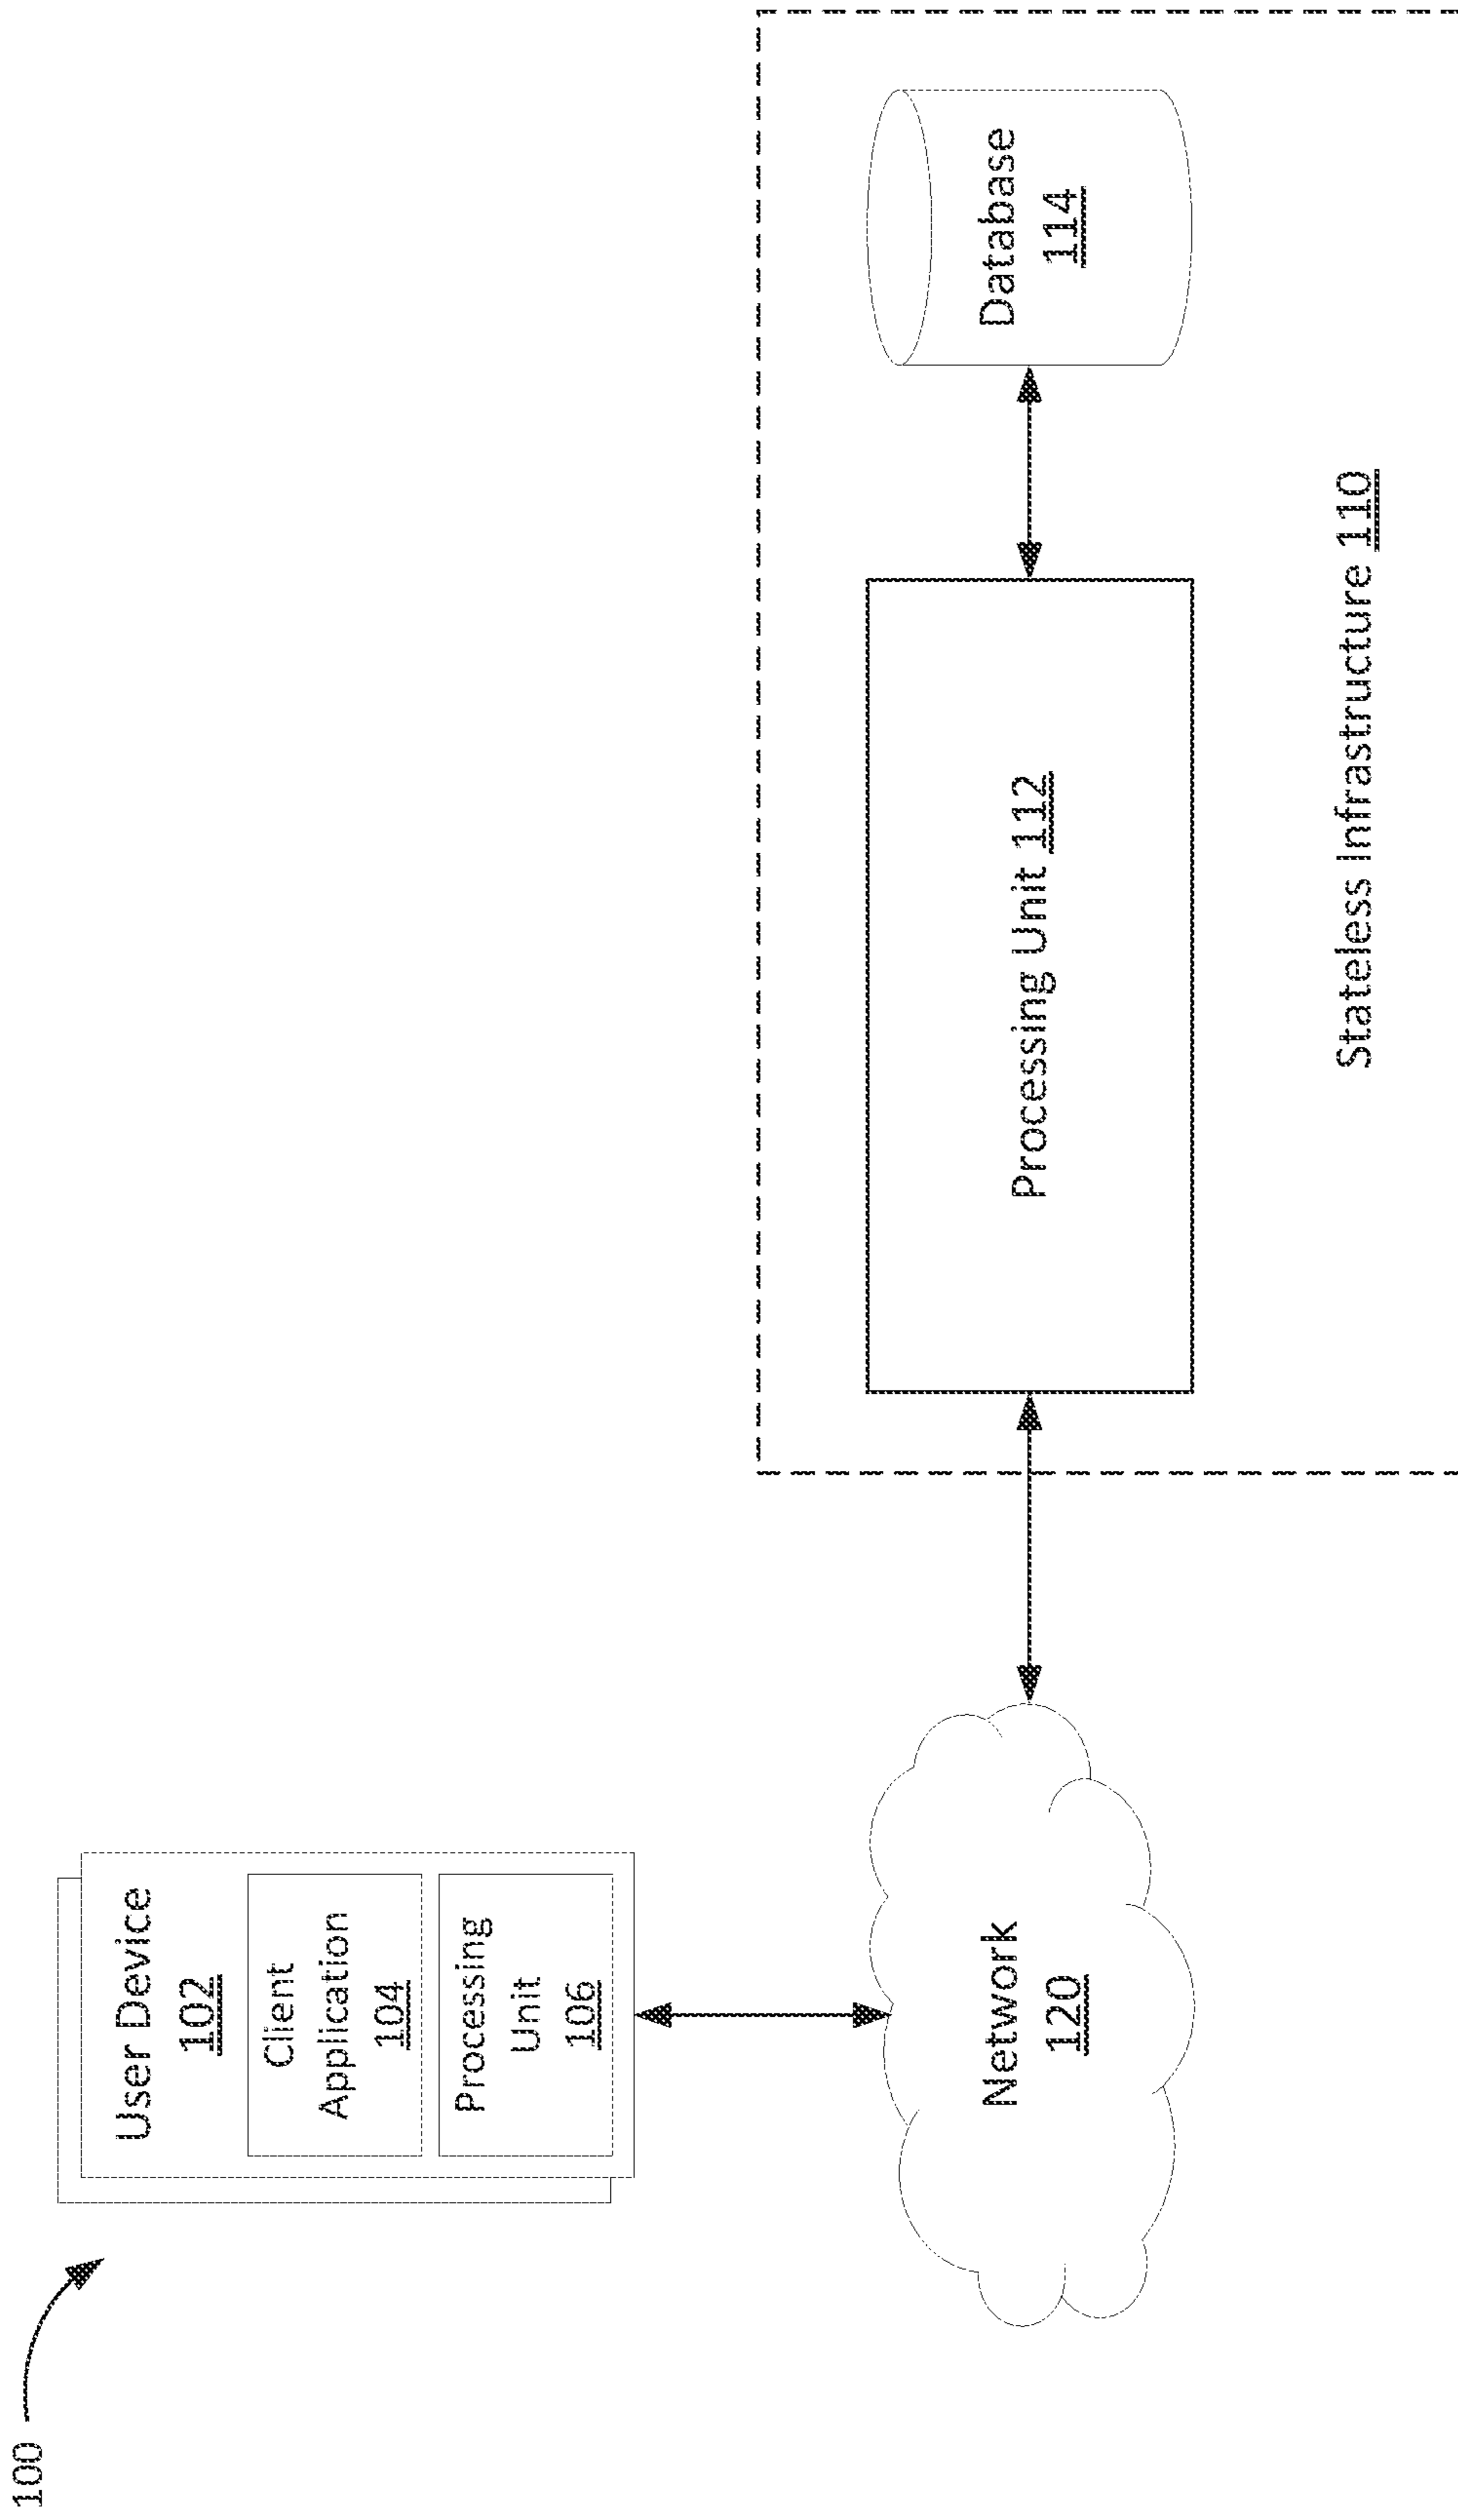 100
User Device
102
Client
Application
104
Processing
Unit
106
Network
120
Processing Unit 112
Database
114
Stateless Infrastructure 110